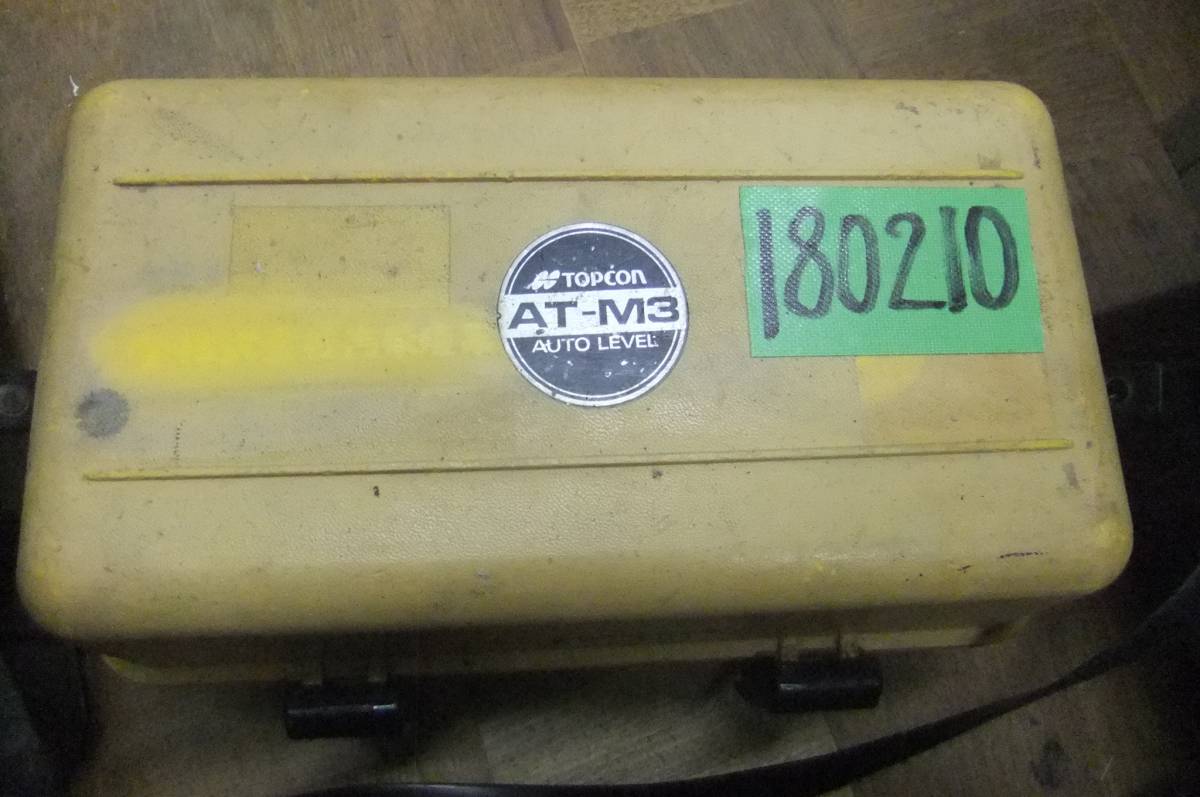 TOPCON
AT-M3
AUTO LEVEL
180210